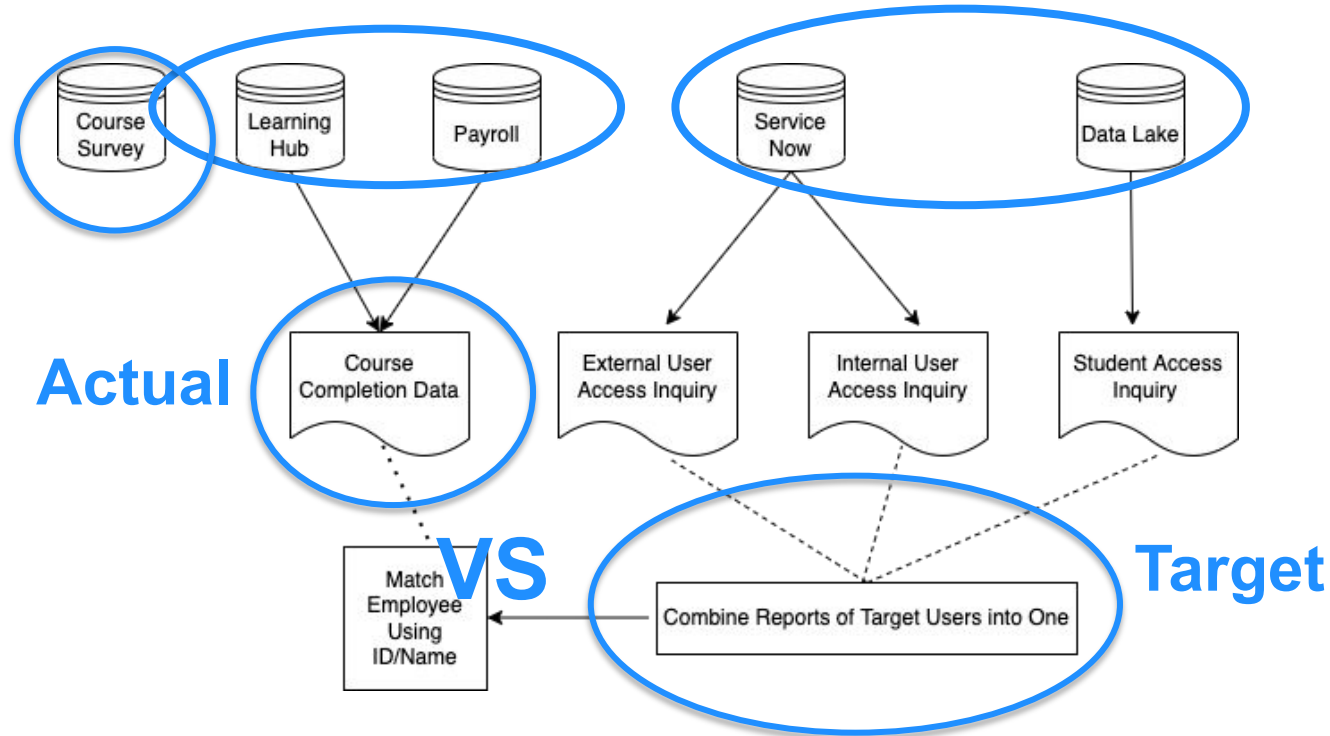 Course
Survey
Learning
Hub
Payroll
Service
Now
Data Lake
Actual
Course
Completion Data
External User
Access Inquiry
Internal User
Access Inquiry
Student Access
Inquiry
VS
Target
Match
Employee
Using
ID/Name
Combine Reports of Target Users into One